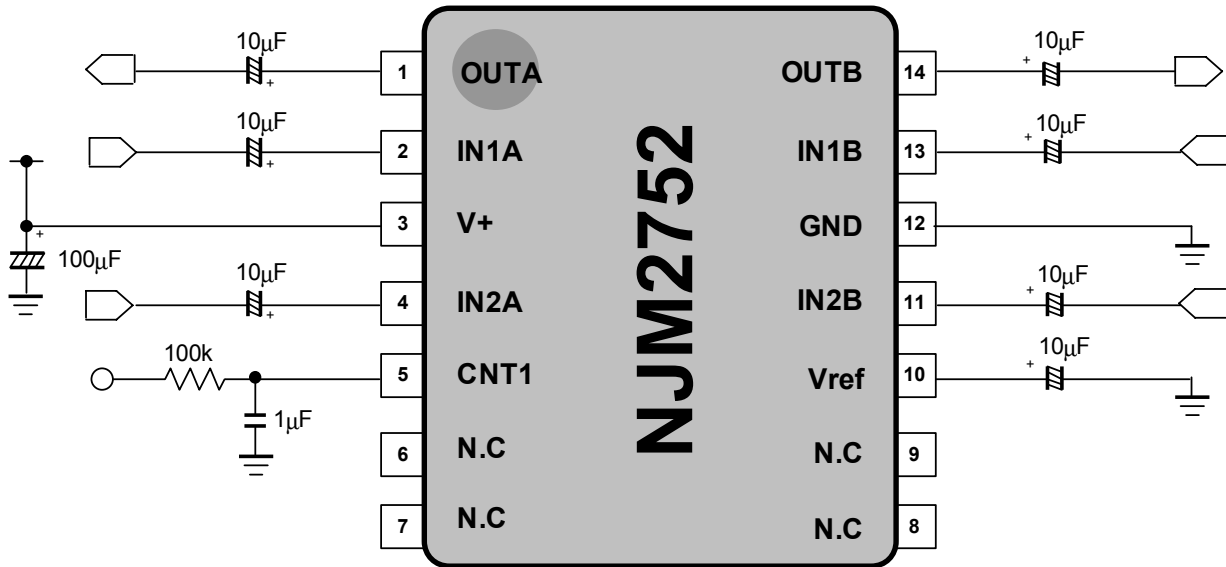 10μF
1
OUTA
OUTB
14
10μF
+
+
10μF
2
IN1A
IN1B
13
10μF
+
+
3
V+
GND
12
+
100μF
10μF
4
IN2A
IN2B
11
10μF
+
+
100k
5
CNT1
Vref
10
10μF
+
1μF
6
N.C
N.C
9
7
N.C
N.C
8
NJM2752